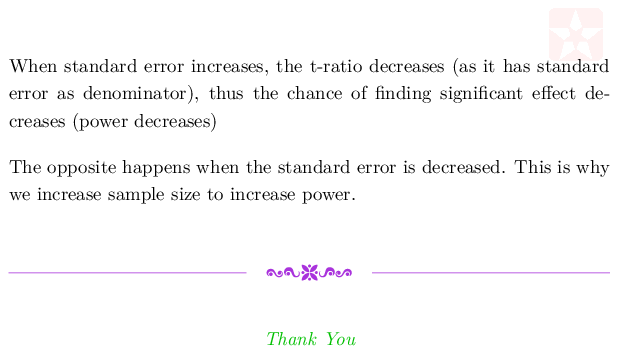 When standard error increases, the t-ratio decreases (as it has standard
error as denominator), thus the chance of finding significant effect de-
creases (power decreases)
The opposite happens when the standard error is decreased. This is why
we increase sample size to increase power.
Thank You